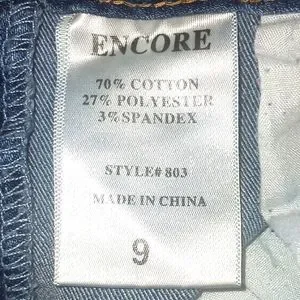 ENCORE
70% COTTON
27% POLYESTER
3% SPANDEX
STYLE# 803
MADE IN CHINA
9